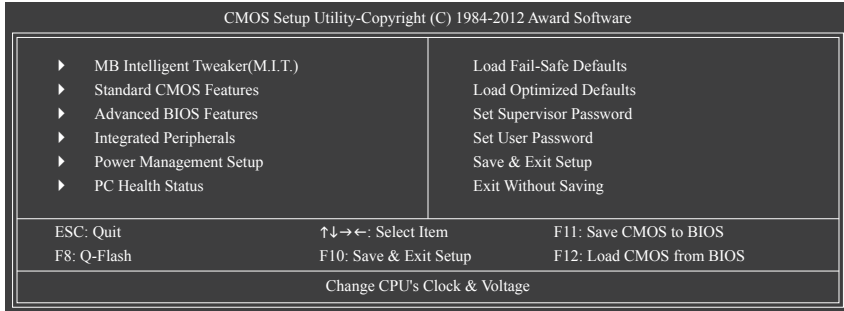 CMOS Setup Utility-Copyright (C) 1984-2012 Award Software
MB Intelligent Tweaker(M.I.T.)
Standard CMOS Features
Advanced BIOS Features
Integrated Peripherals
Power Management Setup
PC Health Status
Load Fail-Safe Defaults
Load Optimized Defaults
Set Supervisor Password
Set User Password
Save & Exit Setup
Exit Without Saving
ESC: Quit ↑↓→←: Select Item F11: Save CMOS to BIOS
F8: Q-Flash F10: Save & Exit Setup F12: Load CMOS from BIOS
Change CPU's Clock & Voltage